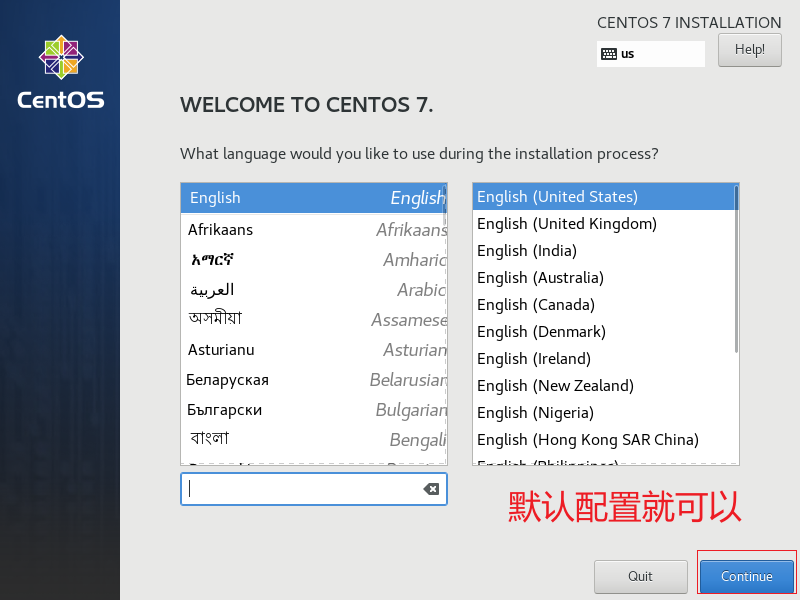 CENTOS 7 INSTALLATION
us
Help!
CentOS
WELCOME TO CENTOS 7.
What language would you like to use during the installation process?
English English
Afrikaans Afrikaans
አማርኛ Amharic
العربية Arabic
অসমীয়া Assamese
Asturianu Asturian
Беларуская Belarusian
Български Bulgarian
বাংলা Bengali
English (United States)
English (United Kingdom)
English (India)
English (Australia)
English (Canada)
English (Denmark)
English (Ireland)
English (New Zealand)
English (Nigeria)
English (Hong Kong SAR China)
English (Philippines)
默认配置就可以
Quit
Continue